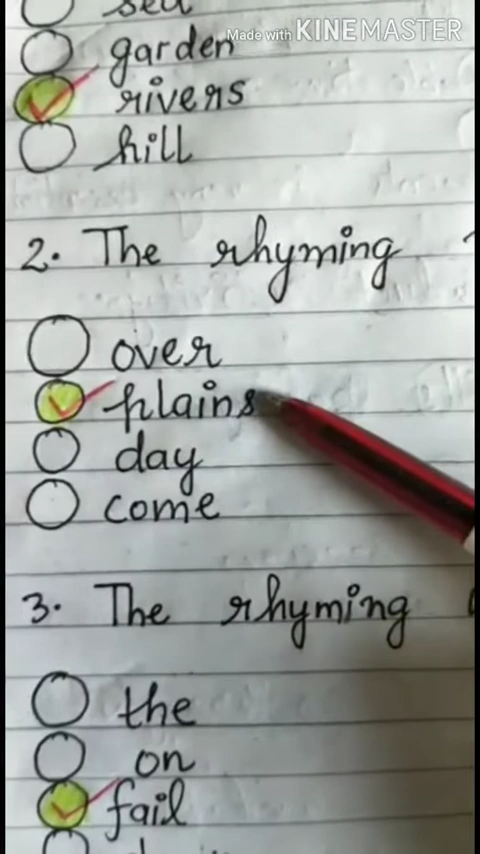 Made with KINEMASTER
garden
rivers
hill
2. The rhyming
over
plains
day
come
3. The rhyming
the
on
fail